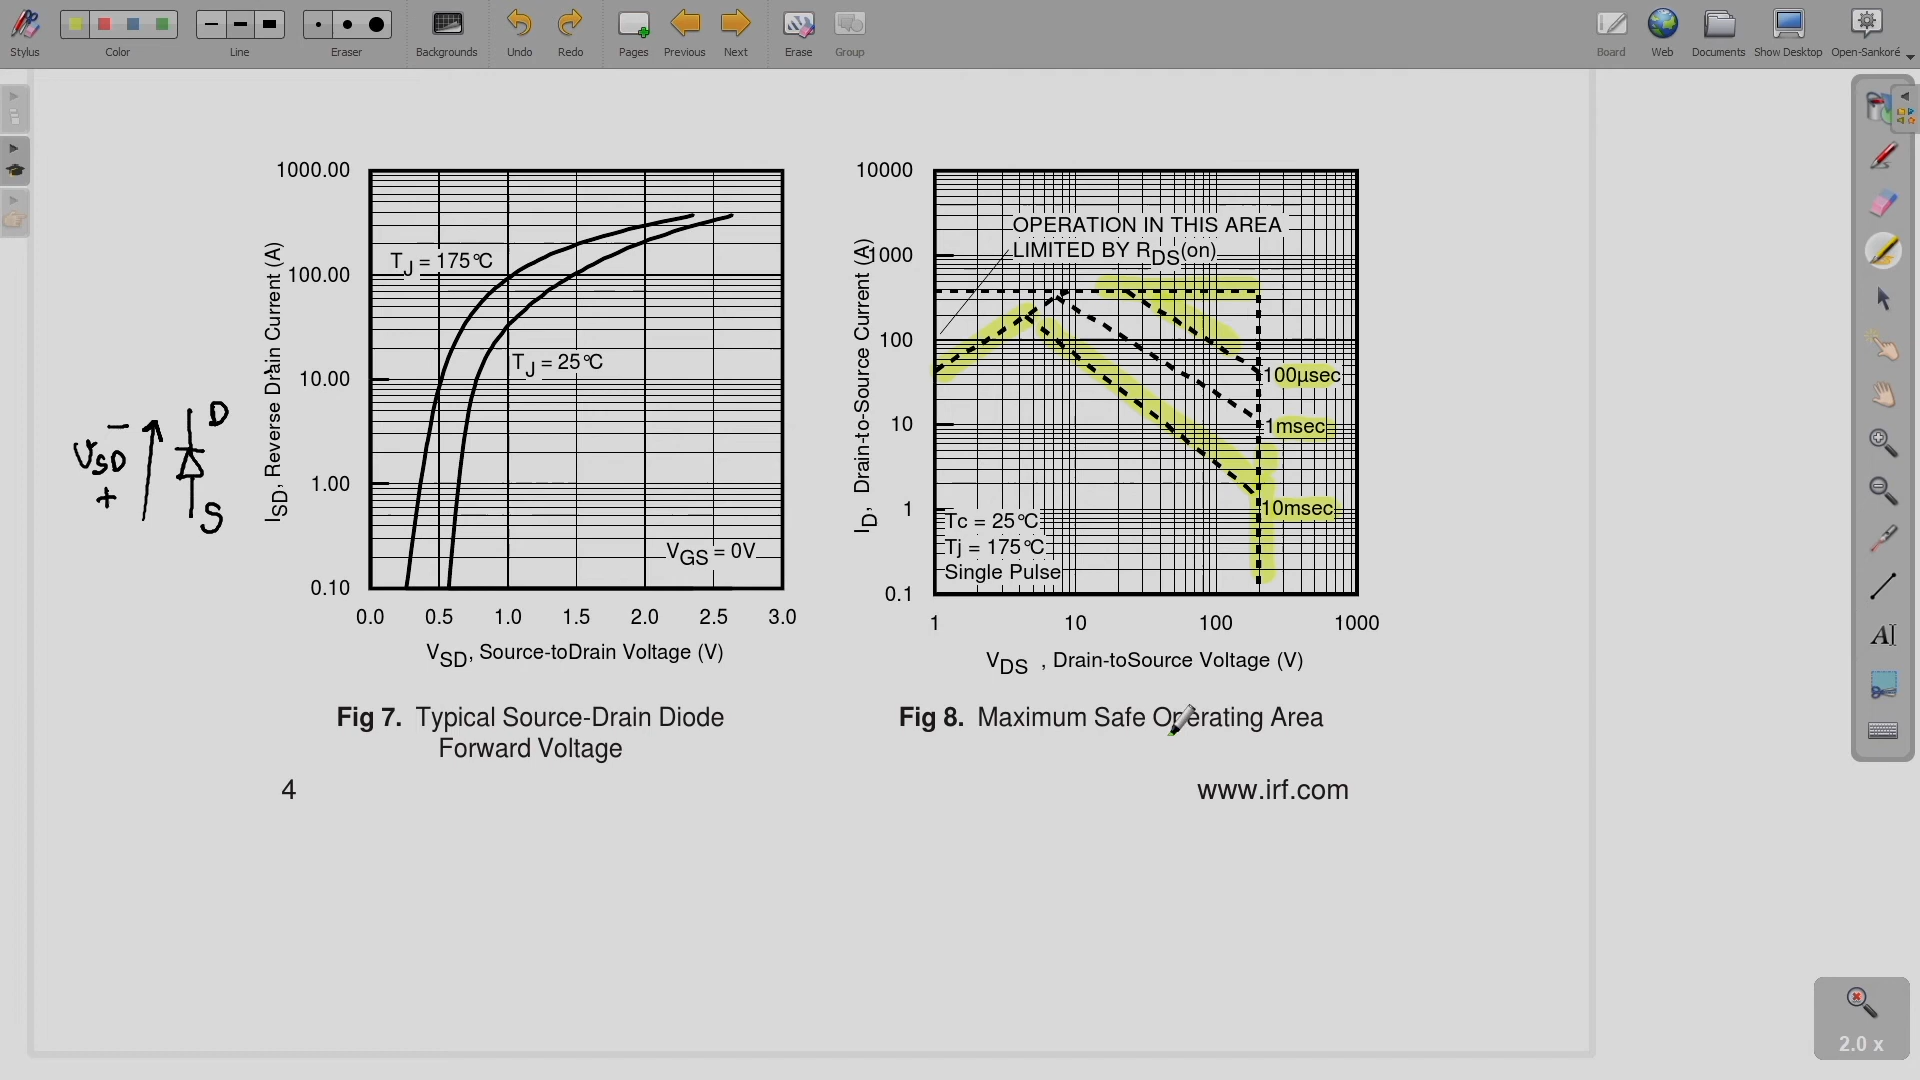 Stylus
Color
Line
Eraser
Backgrounds
Undo
Redo
Pages
Previous
Next
Erase
Group
Board
Web
Documents
Show Desktop
Open-Sankoré
1000.00
100.00
10.00
1.00
0.10
ISD, Reverse Drain Current (A)
TJ = 175°C
TJ = 25°C
VGS = 0V
0.0 0.5 1.0 1.5 2.0 2.5 3.0
VSD, Source-toDrain Voltage (V)
Fig 7. Typical Source-Drain Diode
Forward Voltage
VSD
− +
D
S
10000
1000
100
10
1
0.1
ID, Drain-to-Source Current (A)
OPERATION IN THIS AREA
LIMITED BY RDS(on)
100µsec
1msec
10msec
Tc = 25°C
Tj = 175°C
Single Pulse
1 10 100 1000
VDS , Drain-toSource Voltage (V)
Fig 8. Maximum Safe Operating Area
4
www.irf.com
AI
2.0 x